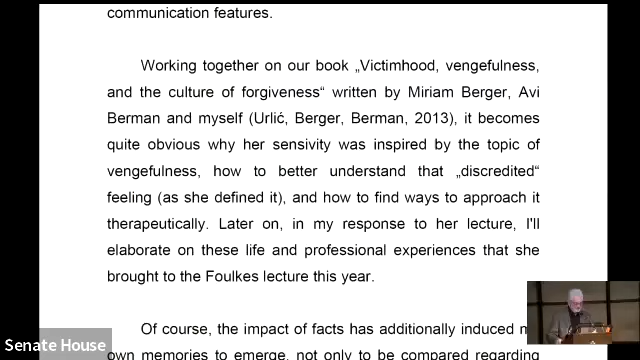 communication features.
Working together on our book „Victimhood, vengefulness,
and the culture of forgiveness“ written by Miriam Berger, Avi
Berman and myself (Urlić, Berger, Berman, 2013), it becomes
quite obvious why her sensivity was inspired by the topic of
vengefulness, how to better understand that „discredited“
feeling (as she defined it), and how to find ways to approach it
therapeutically. Later on, in my response to her lecture, I'll
elaborate on these life and professional experiences that she
brought to the Foulkes lecture this year.
Of course, the impact of facts has additionally induced
own memories to emerge, not only to be compared regarding
Senate House